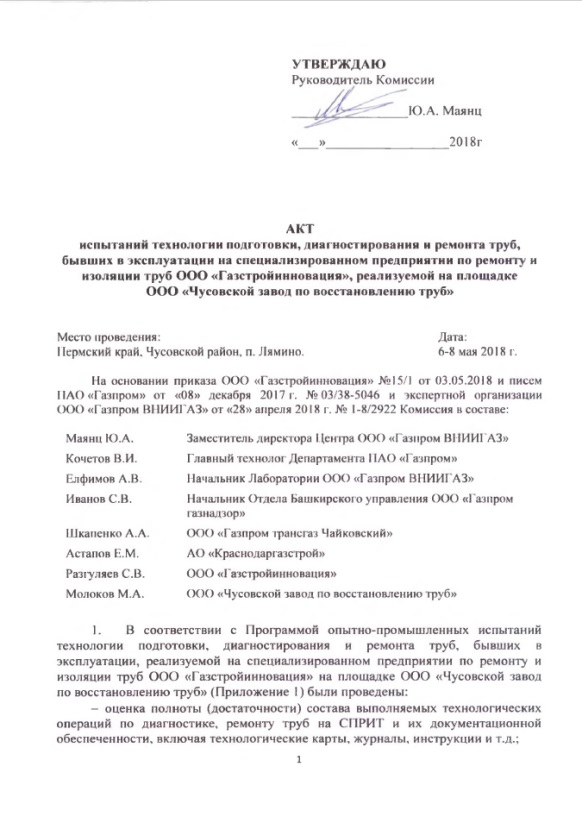 УТВЕРЖДАЮ
Руководитель Комиссии
________________Ю.А. Маянц
«___»__________________2018г
АКТ
испытаний технологии подготовки, диагностирования и ремонта труб,
бывших в эксплуатации на специализированном предприятии по ремонту и
изоляции труб ООО «Газстройинновация», реализуемой на площадке
ООО «Чусовской завод по восстановлению труб»
Место проведения: Дата:
Пермский край, Чусовской район, п. Лямино. 6-8 мая 2018 г.
На основании приказа ООО «Газстройинновация» №15/1 от 03.05.2018 и писем
ПАО «Газпром» от «08» декабря 2017 г. № 03/38-5046 и экспертной организации
ООО «Газпром ВНИИГАЗ» от «28» апреля 2018 г. № 1-8/2922 Комиссия в составе:
Маянц Ю.А. Заместитель директора Центра ООО «Газпром ВНИИГАЗ»
Кочетов В.И. Главный технолог Департамента ПАО «Газпром»
Елфимов А.В. Начальник Лаборатории ООО «Газпром ВНИИГАЗ»
Иванов С.В. Начальник Отдела Башкирского управления ООО «Газпром
газнадзор»
Шкапенко А.А. ООО «Газпром трансгаз Чайковский»
Астапов Е.М. АО «Краснодаргазстрой»
Разгуляев С.В. ООО «Газстройинновация»
Молоков М.А. ООО «Чусовской завод по восстановлению труб»
1. В соответствии с Программой опытно-промышленных испытаний
технологии подготовки, диагностирования и ремонта труб, бывших в
эксплуатации, реализуемой на специализированном предприятии по ремонту и
изоляции труб ООО «Газстройинновация» на площадке ООО «Чусовской завод
по восстановлению труб» (Приложение 1) были проведены:
– оценка полноты (достаточности) состава выполняемых технологических
операций по диагностике, ремонту труб на СПРИТ и их документационной
обеспеченности, включая технологические карты, журналы, инструкции и т.д.;
1